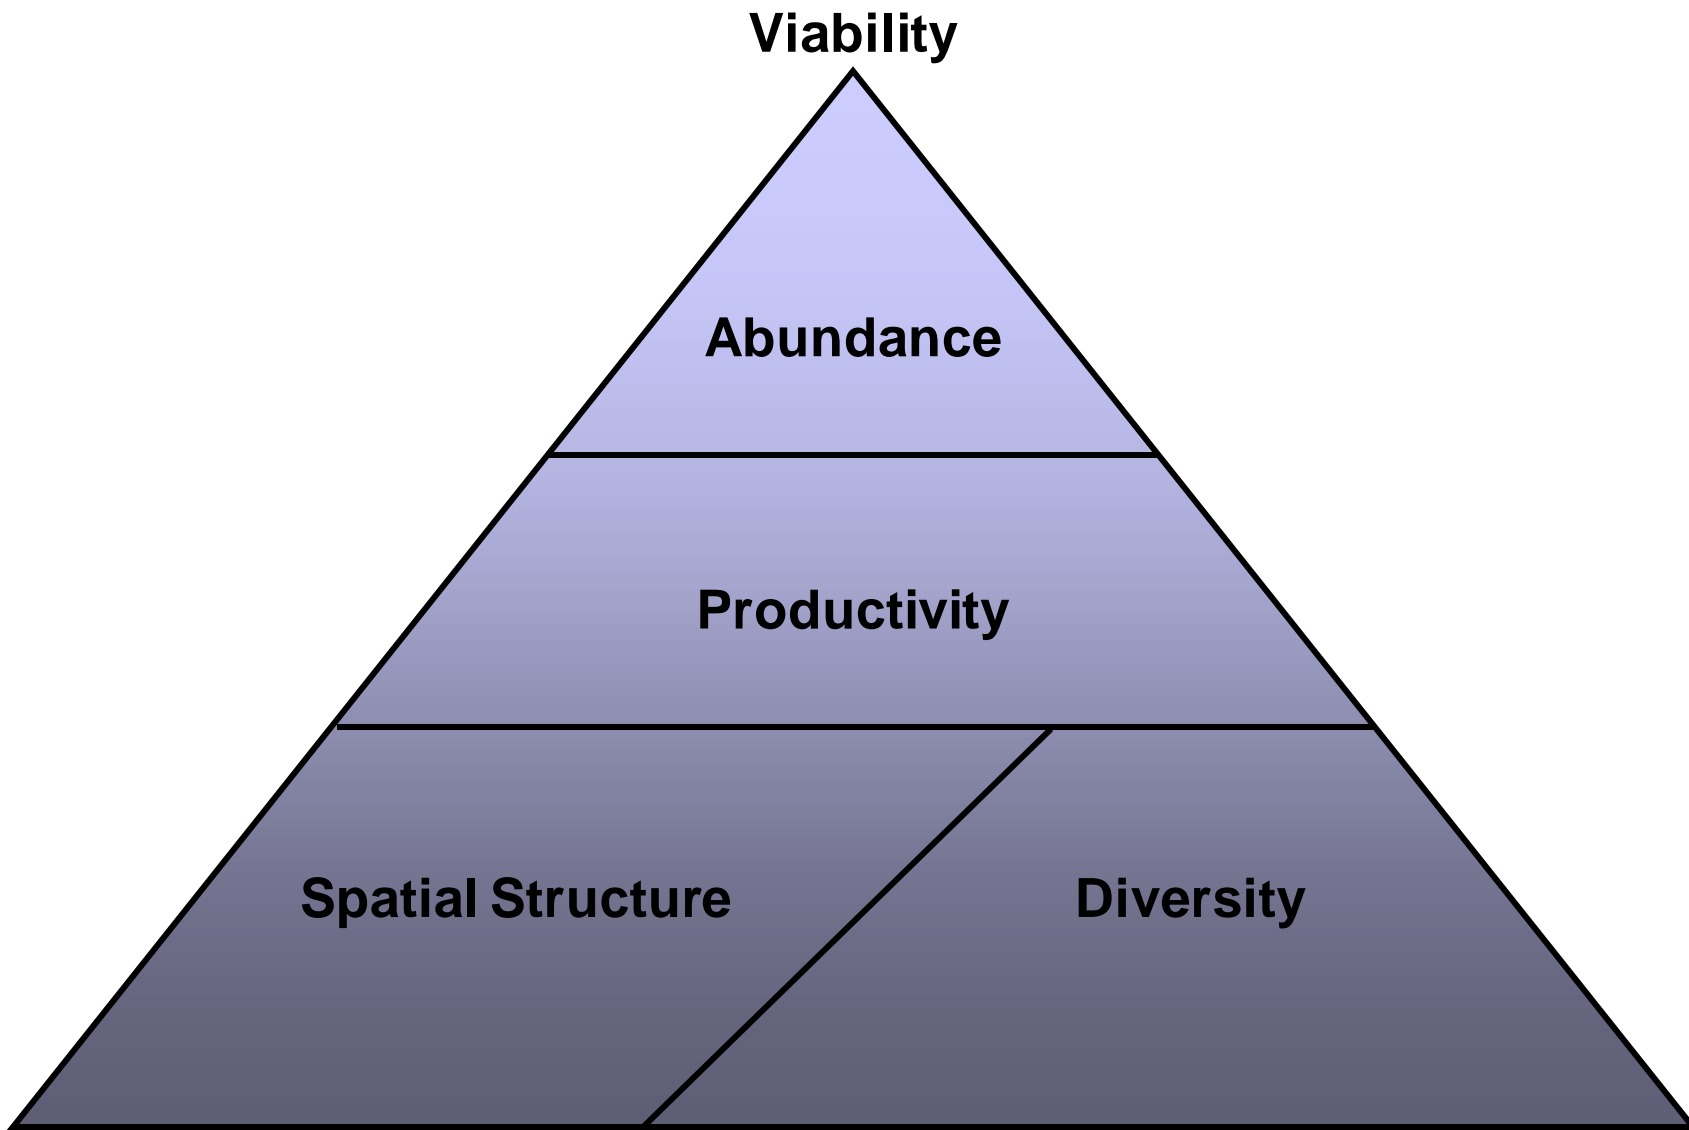 Viability
Abundance
Productivity
Spatial Structure
Diversity